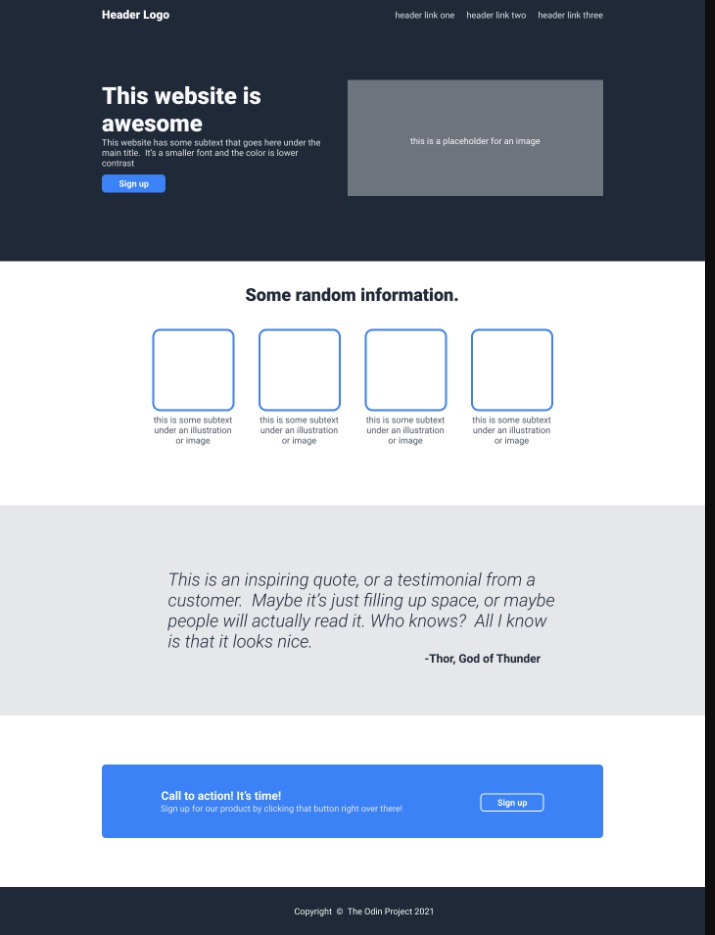 Header Logo
header link one
header link two
header link three
This website is
awesome
This website has some subtext that goes here under the
main title.  It's a smaller font and the color is lower
contrast
Sign up
this is a placeholder for an image
Some random information.
this is some subtext
under an illustration
or image
this is some subtext
under an illustration
or image
this is some subtext
under an illustration
or image
this is some subtext
under an illustration
or image
This is an inspiring quote, or a testimonial from a
customer.  Maybe it's just filling up space, or maybe
people will actually read it. Who knows?  All I know
is that it looks nice.
-Thor, God of Thunder
Call to action! It's time!
Sign up for our product by clicking that button right over there!
Sign up
Copyright © The Odin Project 2021